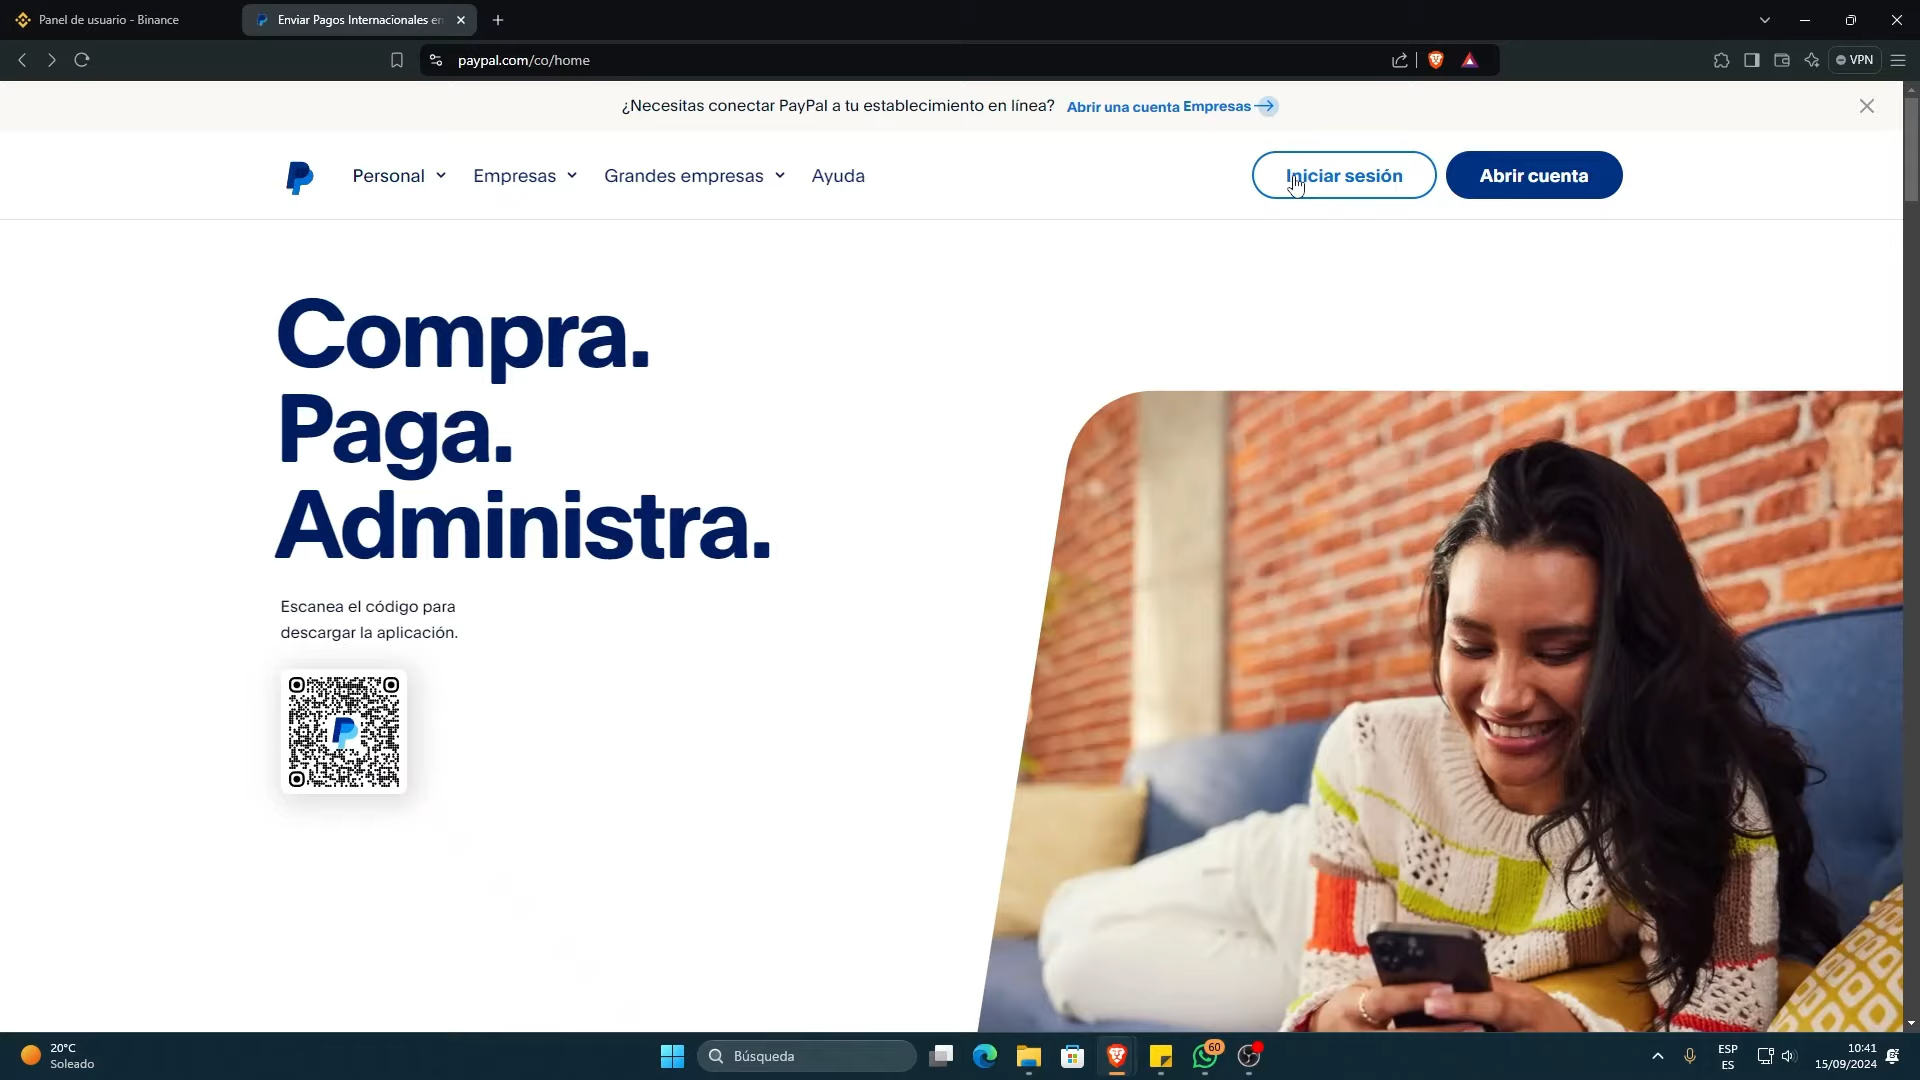 Panel de usuario - Binance
Enviar Pagos Internacionales en
paypal.com/co/home
VPN
¿Necesitas conectar PayPal a tu establecimiento en línea? Abrir una cuenta Empresas
Personal Empresas Grandes empresas Ayuda
Iniciar sesión Abrir cuenta
Compra.
Paga.
Administra.
Escanea el código para
descargar la aplicación.
20°C
Soleado
Búsqueda
60
ESP
ES
10:41
15/09/2024